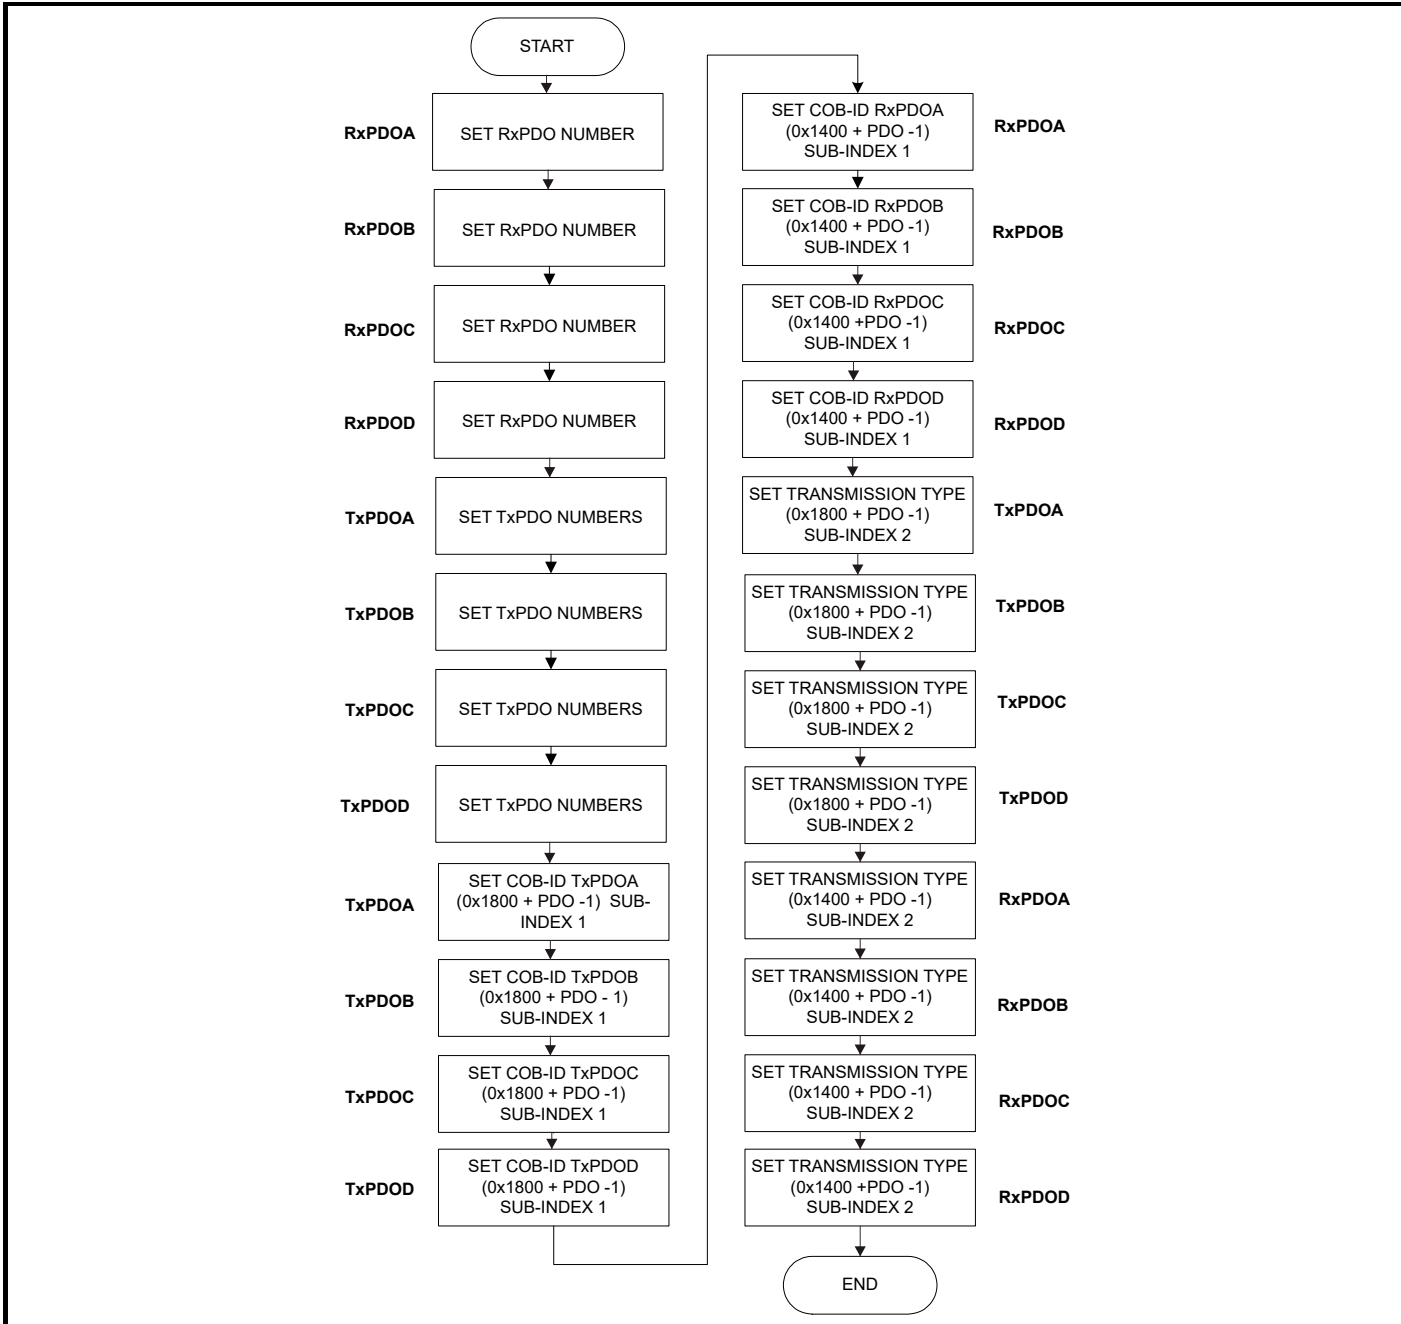 START
RxPDOA
SET RxPDO NUMBER
RxPDOB
SET RxPDO NUMBER
RxPDOC
SET RxPDO NUMBER
RxPDOD
SET RxPDO NUMBER
TxPDOA
SET TxPDO NUMBERS
TxPDOB
SET TxPDO NUMBERS
TxPDOC
SET TxPDO NUMBERS
TxPDOD
SET TxPDO NUMBERS
TxPDOA
SET COB-ID TxPDOA
(0x1800 + PDO -1) SUB-
INDEX 1
TxPDOB
SET COB-ID TxPDOB
(0x1800 + PDO - 1)
SUB-INDEX 1
TxPDOC
SET COB-ID TxPDOC
(0x1800 + PDO -1)
SUB-INDEX 1
TxPDOD
SET COB-ID TxPDOD
(0x1800 + PDO -1)
SUB-INDEX 1
SET COB-ID RxPDOA
(0x1400 + PDO -1)
SUB-INDEX 1
RxPDOA
SET COB-ID RxPDOB
(0x1400 + PDO -1)
SUB-INDEX 1
RxPDOB
SET COB-ID RxPDOC
(0x1400 +PDO -1)
SUB-INDEX 1
RxPDOC
SET COB-ID RxPDOD
(0x1400 + PDO -1)
SUB-INDEX 1
RxPDOD
SET TRANSMISSION TYPE
(0x1800 + PDO -1)
SUB-INDEX 2
TxPDOA
SET TRANSMISSION TYPE
(0x1800 + PDO -1)
SUB-INDEX 2
TxPDOB
SET TRANSMISSION TYPE
(0x1800 + PDO -1)
SUB-INDEX 2
TxPDOC
SET TRANSMISSION TYPE
(0x1800 + PDO -1)
SUB-INDEX 2
TxPDOD
SET TRANSMISSION TYPE
(0x1400 + PDO -1)
SUB-INDEX 2
RxPDOA
SET TRANSMISSION TYPE
(0x1400 + PDO -1)
SUB-INDEX 2
RxPDOB
SET TRANSMISSION TYPE
(0x1400 + PDO -1)
SUB-INDEX 2
RxPDOC
SET TRANSMISSION TYPE
(0x1400 +PDO -1)
SUB-INDEX 2
RxPDOD
END